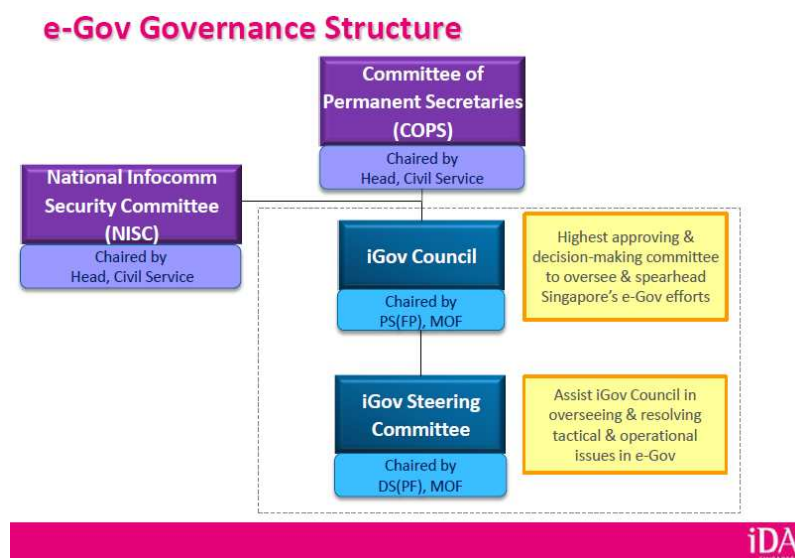 e-Gov Governance Structure
Committee of
Permanent Secretaries
(COPS)
Chaired by
Head, Civil Service
National Infocomm
Security Committee
(NISC)
Chaired by
Head, Civil Service
iGov Council
Chaired by
PS(FP), MOF
Highest approving &
decision-making committee
to oversee & spearhead
Singapore's e-Gov efforts
iGov Steering
Committee
Chaired by
DS(PF), MOF
Assist iGov Council in
overseeing & resolving
tactical & operational
issues in e-Gov
iDA